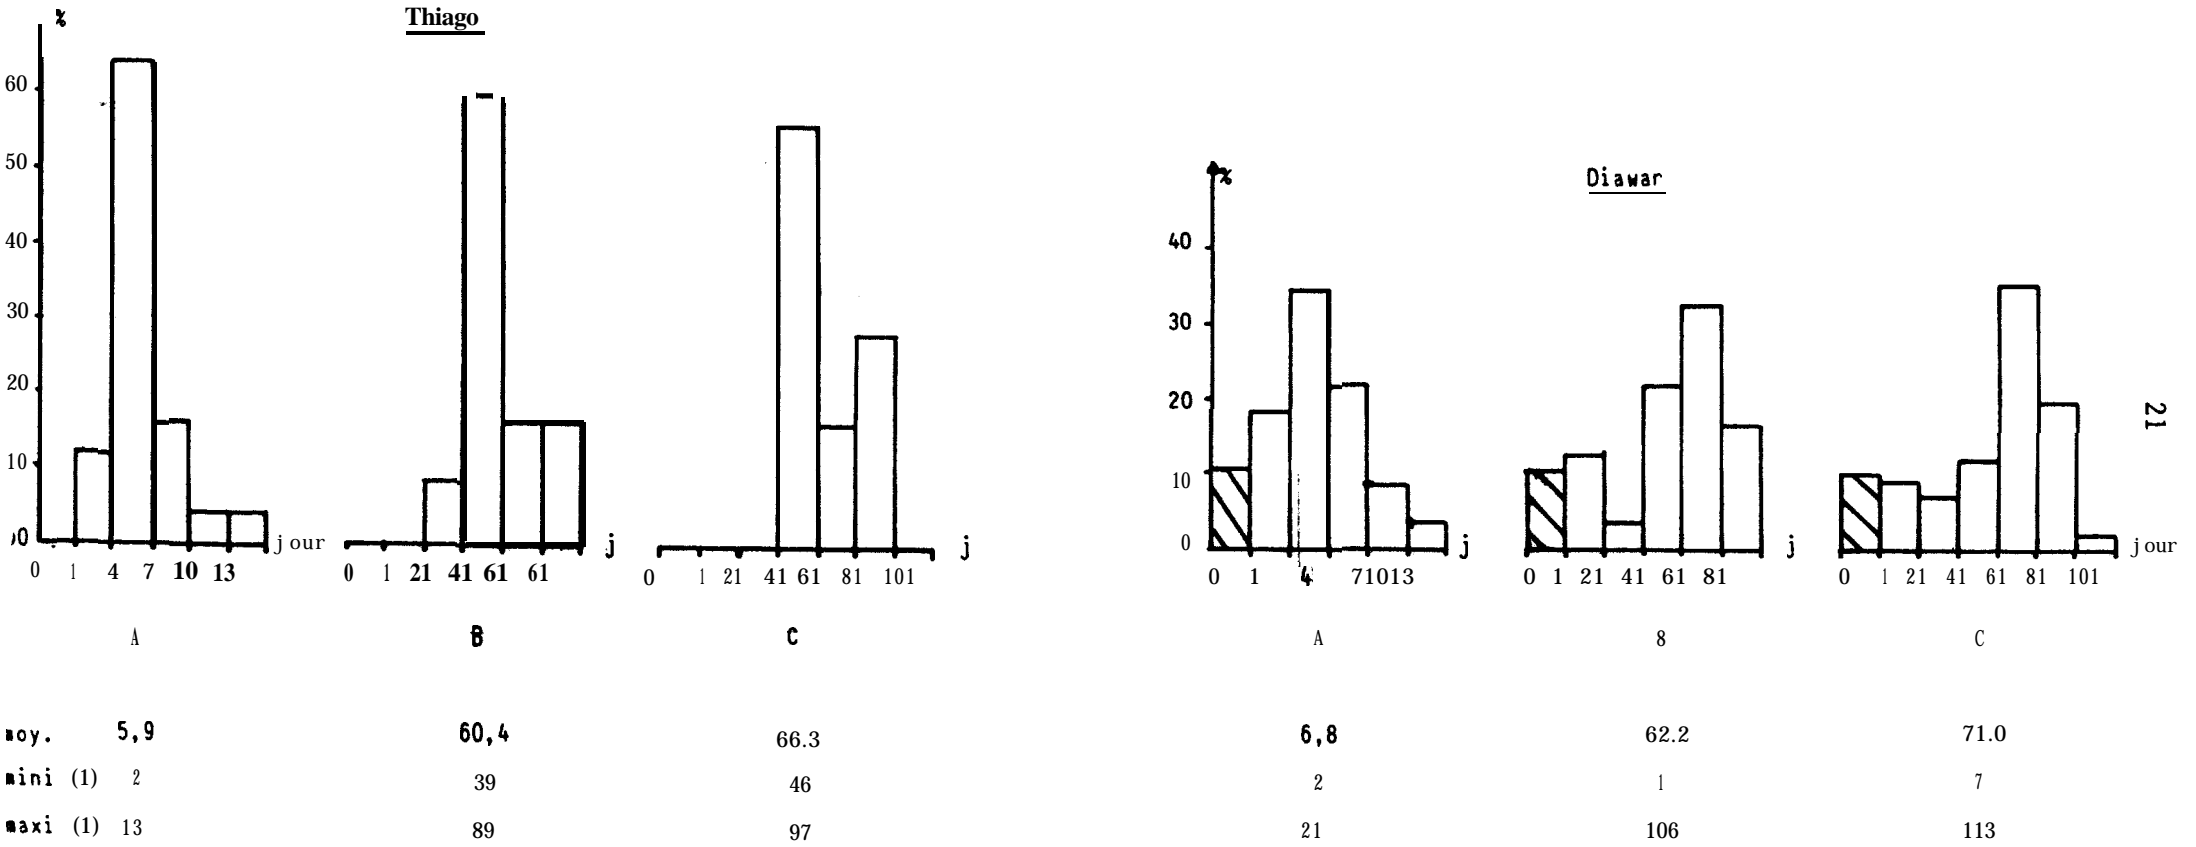 %
Thiago
60
50
40
30
20
10
0
0 1 4 7 10 13 jour
0 1 21 41 61 61 j
0 1 21 41 61 81 101 j
A B C
%
Diawar
40
30
20
10
0
0 1 4 71013 j
0 1 21 41 61 81 j
0 1 21 41 61 81 101 jour
A 8 C
21
moy. 5,9 60,4 66.3 6,8 62.2 71.0
mini (1) 2 39 46 2 1 7
maxi (1) 13 89 97 21 106 113